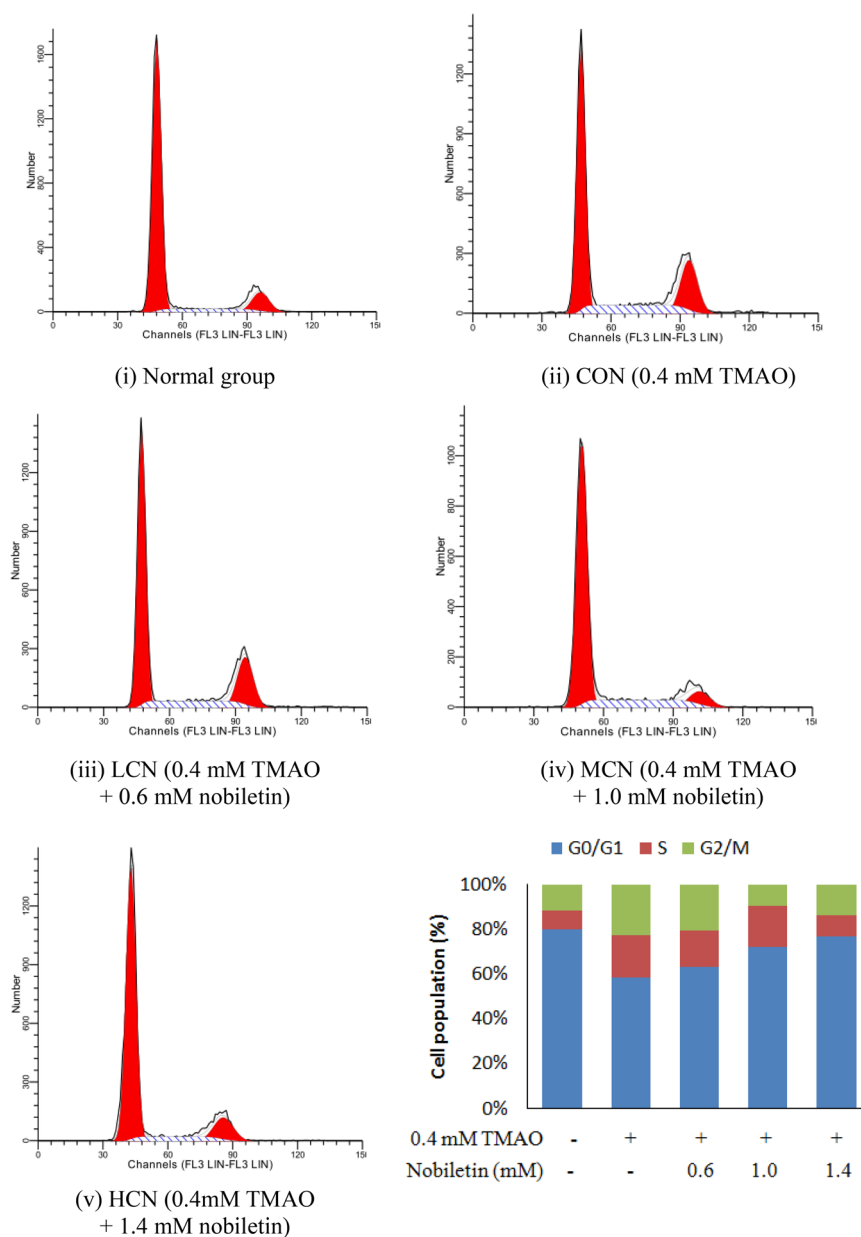 1600
1200
800
400
0
Number
0 30 60 90 120 150
Channels (FL3 LIN-FL3 LIN)
(i) Normal group
1200
900
600
300
0
Number
0 30 60 90 120 150
Channels (FL3 LIN-FL3 LIN)
(ii) CON (0.4 mM TMAO)
1200
900
600
300
0
Number
0 30 60 90 120 150
Channels (FL3 LIN-FL3 LIN)
(iii) LCN (0.4 mM TMAO
+ 0.6 mM nobiletin)
1000
800
600
400
200
0
Number
0 30 60 90 120 150
Channels (FL3 LIN-FL3 LIN)
(iv) MCN (0.4 mM TMAO
+ 1.0 mM nobiletin)
1200
900
600
300
0
Number
0 30 60 90 120 150
Channels (FL3 LIN-FL3 LIN)
(v) HCN (0.4mM TMAO
+ 1.4 mM nobiletin)
G0/G1 S G2/M
100%
80%
60%
40%
20%
0%
Cell population (%)
0.4 mM TMAO - + + + +
Nobiletin (mM) - - 0.6 1.0 1.4